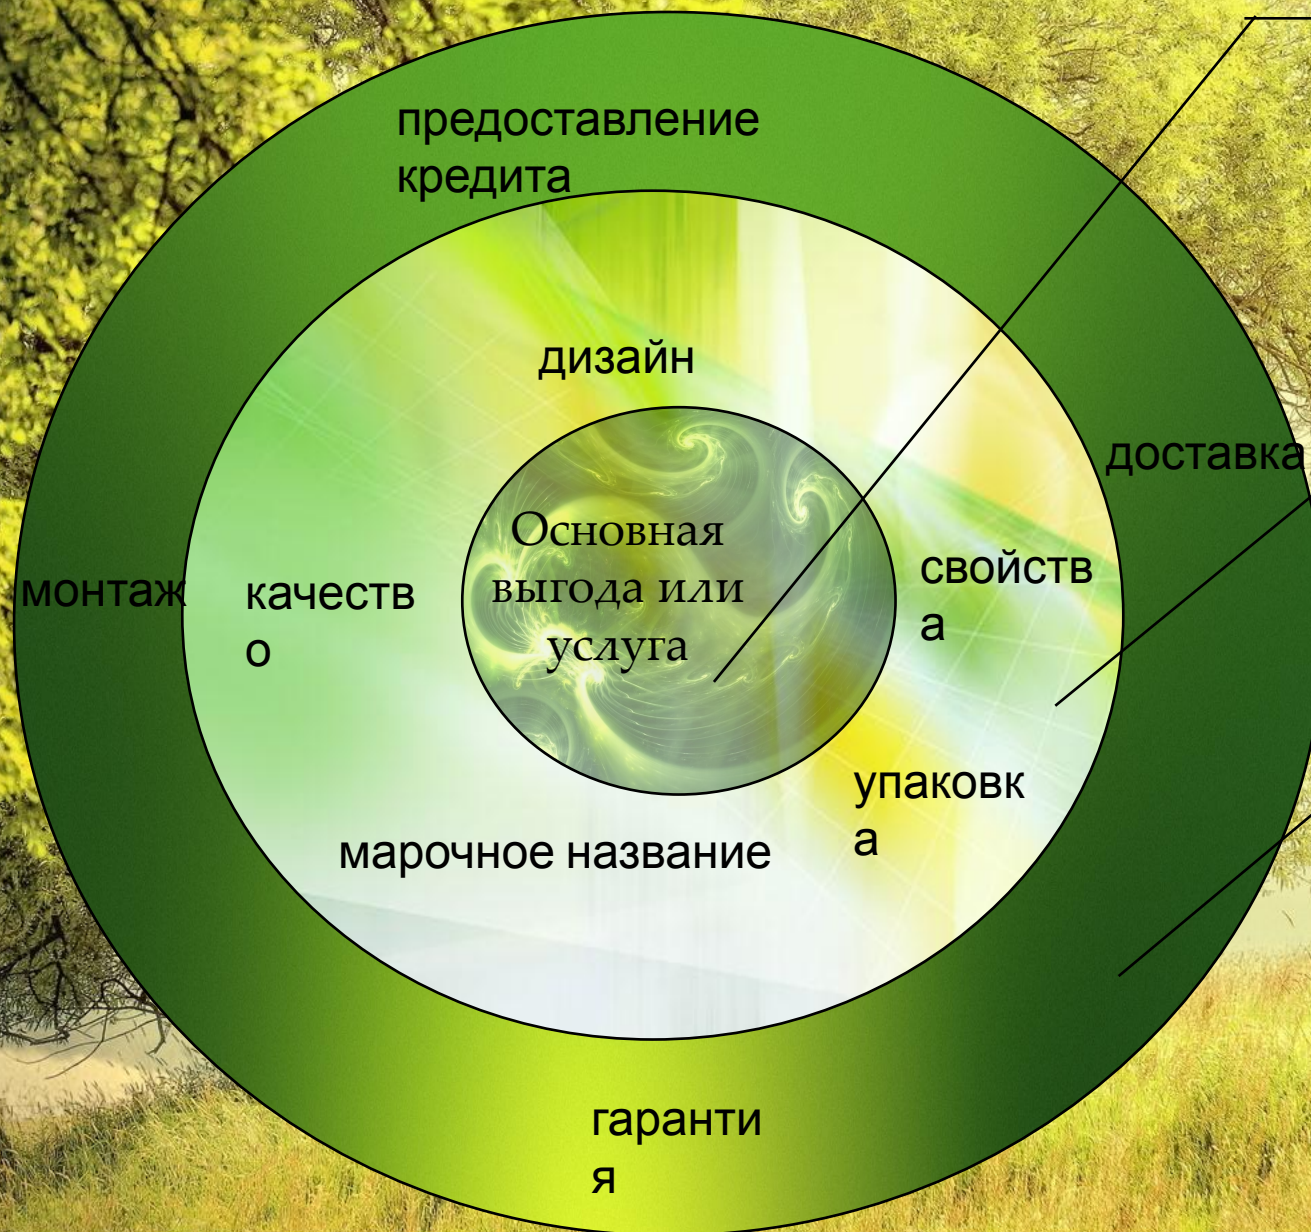 предоставление
кредита
дизайн
доставка
Основная
выгода или
услуга
свойств
а
монтаж
качеств
о
упаковк
а
марочное название
гаранти
я